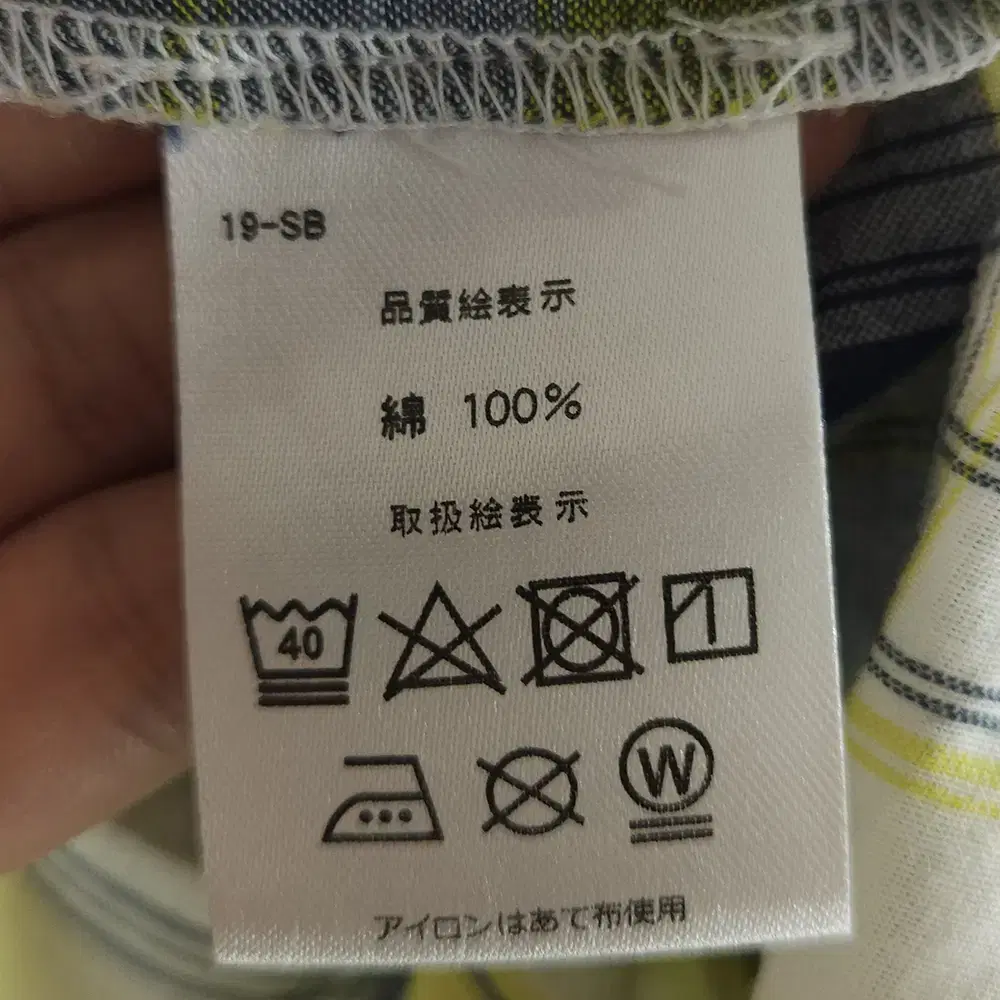 19-SB
品質絵表示
綿 100%
取扱絵表示
40
W
アイロンはあて布使用